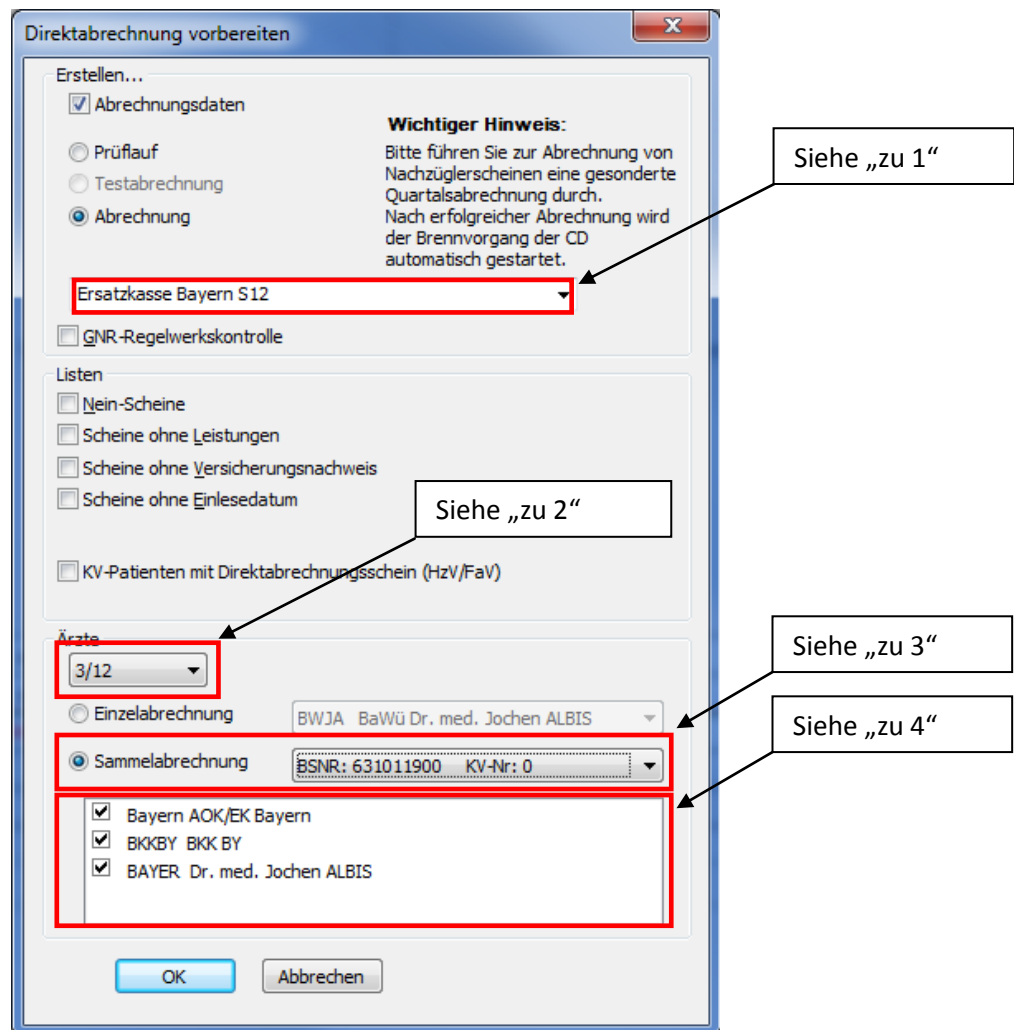 Direktabrechnung vorbereiten
Erstellen...
Abrechnungsdaten
Prüflauf
Testabrechnung
Abrechnung
Wichtiger Hinweis:
Bitte führen Sie zur Abrechnung von
Nachzüglerscheinen eine gesonderte
Quartalsabrechnung durch.
Nach erfolgreicher Abrechnung wird
der Brennvorgang der CD
automatisch gestartet.
Siehe „zu 1“
Ersatzkasse Bayern S12
GNR-Regelwerkskontrolle
Listen
Nein-Scheine
Scheine ohne Leistungen
Scheine ohne Versicherungsnachweis
Scheine ohne Einlesedatum
Siehe „zu 2“
KV-Patienten mit Direktabrechnungsschein (HzV/FaV)
Ärzte
3/12
Siehe „zu 3“
Einzelabrechnung BWJA BaWü Dr. med. Jochen ALBIS
Siehe „zu 4“
Sammelabrechnung BSNR: 631011900 KV-Nr: 0
Bayern AOK/EK Bayern
BKKBY BKK BY
BAYER Dr. med. Jochen ALBIS
OK Abbrechen